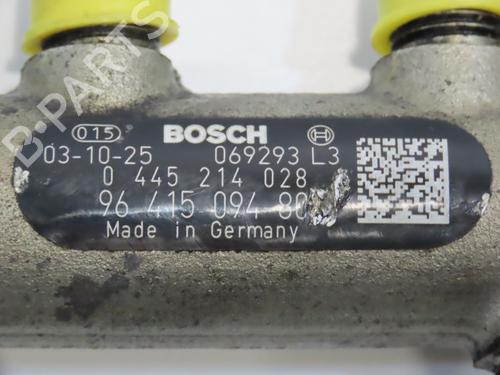 015 BOSCH
03-10-25 069293 L3
0 445 214 028
96 415 094 80
Made in Germany
B-PARTS